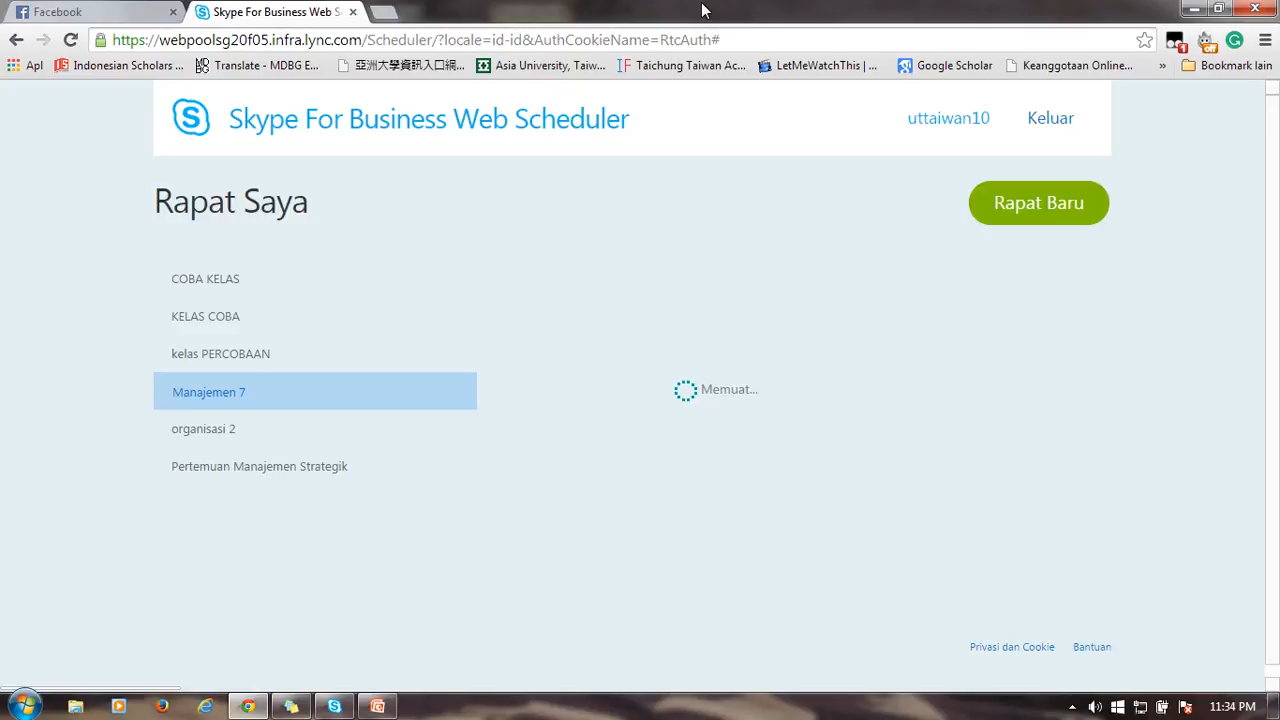 Facebook
Skype For Business Web S
https://webpoolsg20f05.infra.lync.com/Scheduler/?locale=id-id&AuthCookieName=RtcAuth#
Apl
Indonesian Scholars ...
Translate - MDBG E...
亞洲大學資訊入口網...
Asia University, Taiw...
Taichung Taiwan Ac...
LetMeWatchThis | ...
Google Scholar
Keanggotaan Online...
»
Bookmark lain
Skype For Business Web Scheduler
uttaiwan10
Keluar
Rapat Saya
Rapat Baru
COBA KELAS
KELAS COBA
kelas PERCOBAAN
Manajemen 7
Memuat...
organisasi 2
Pertemuan Manajemen Strategik
Privasi dan Cookie
Bantuan
11:34 PM